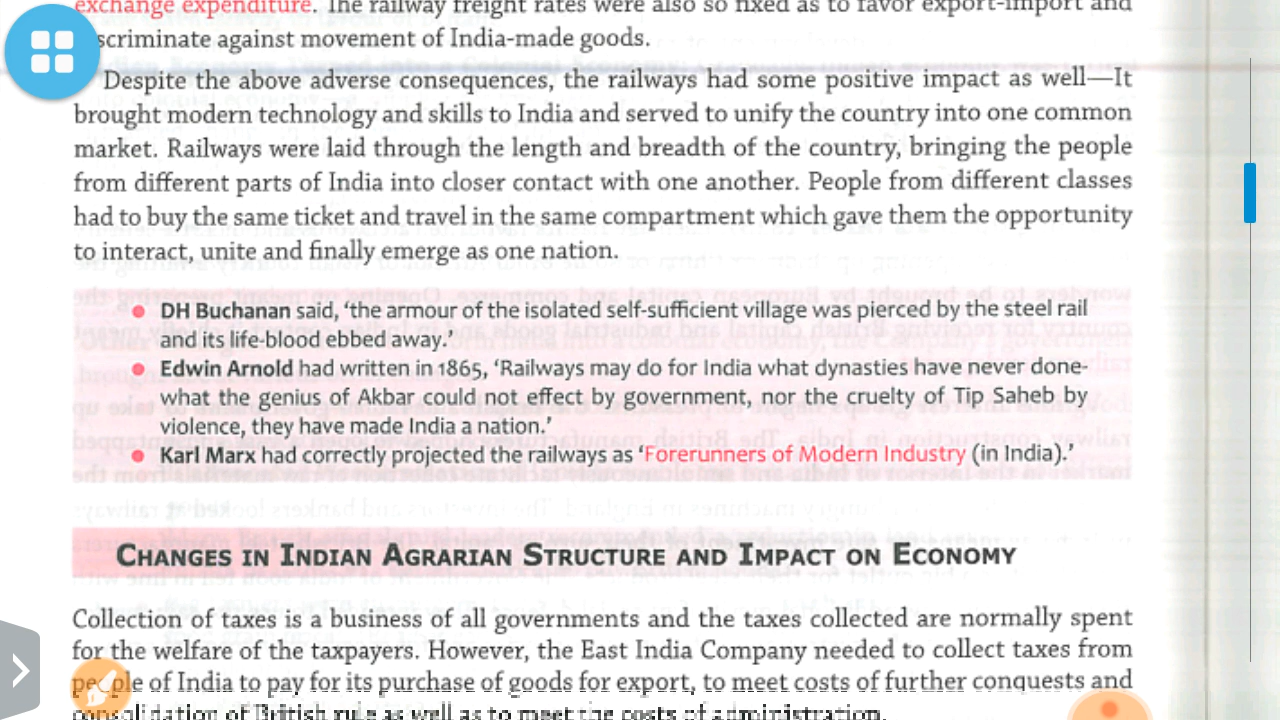 exchange expenditure. The railway freight rates were also so fixed as to favor export-import and
scriminate against movement of India-made goods.
Despite the above adverse consequences, the railways had some positive impact as well—It
brought modern technology and skills to India and served to unify the country into one common
market. Railways were laid through the length and breadth of the country, bringing the people
from different parts of India into closer contact with one another. People from different classes
had to buy the same ticket and travel in the same compartment which gave them the opportunity
to interact, unite and finally emerge as one nation.
• DH Buchanan said, ‘the armour of the isolated self-sufficient village was pierced by the steel rail
and its life-blood ebbed away.’
• Edwin Arnold had written in 1865, ‘Railways may do for India what dynasties have never done-
what the genius of Akbar could not effect by government, nor the cruelty of Tip Saheb by
violence, they have made India a nation.’
• Karl Marx had correctly projected the railways as ‘Forerunners of Modern Industry (in India).’
CHANGES IN INDIAN AGRARIAN STRUCTURE AND IMPACT ON ECONOMY
Collection of taxes is a business of all governments and the taxes collected are normally spent
for the welfare of the taxpayers. However, the East India Company needed to collect taxes from
people of India to pay for its purchase of goods for export, to meet costs of further conquests and
consolidation of British rule as well as to meet the costs of administration.